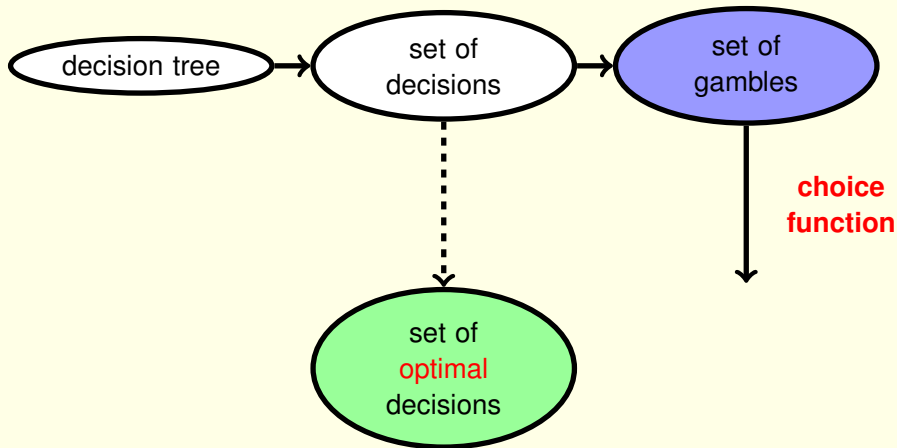 decision tree
set of
decisions
set of
gambles
choice
function
set of
optimal
decisions